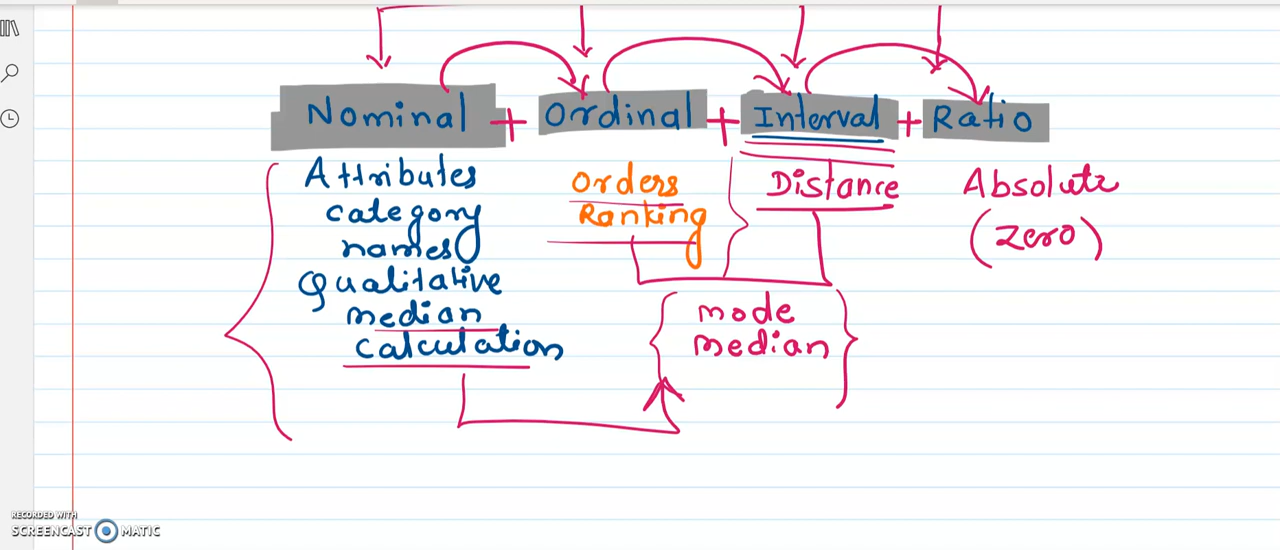 Nominal + Ordinal + Interval + Ratio
Attributes
category
names
Qualitative
median
calculation
Orders
Ranking
Distance
Absolute
(Zero)
mode
median
RECORDED WITH
SCREENCAST MATIC